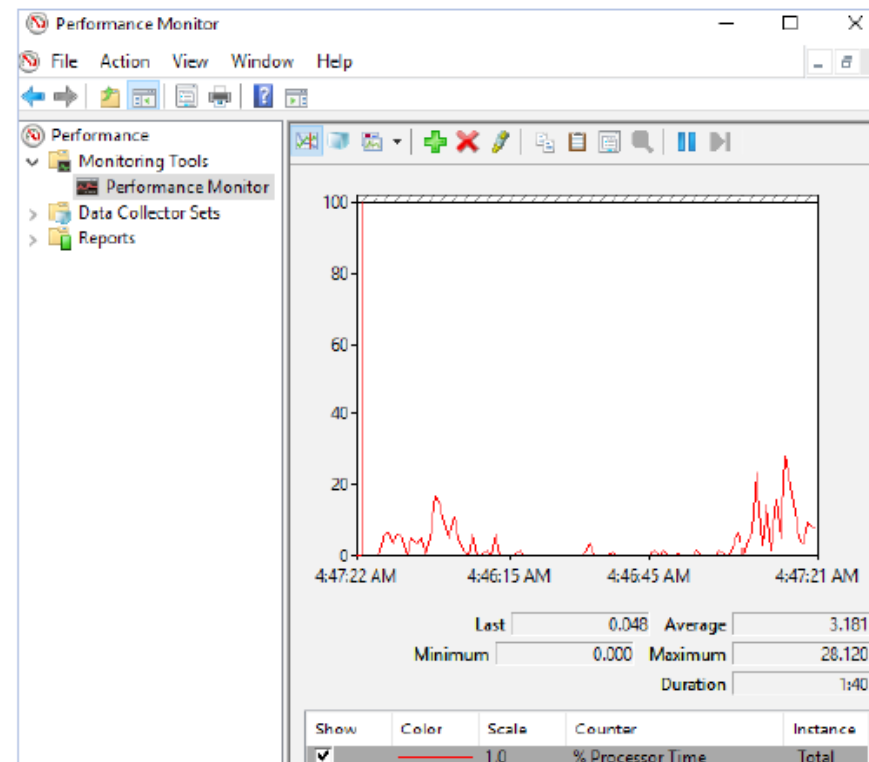 Performance Monitor
File Action View Window Help
Performance
Monitoring Tools
Performance Monitor
Data Collector Sets
Reports
100
80
60
40
20
0
4:47:22 AM 4:46:15 AM 4:46:45 AM 4:47:21 AM
Last 0.048 Average 3.181
Minimum 0.000 Maximum 28.120
Duration 1:40
Show Color Scale Counter Instance
1.0 % Processor Time _Total